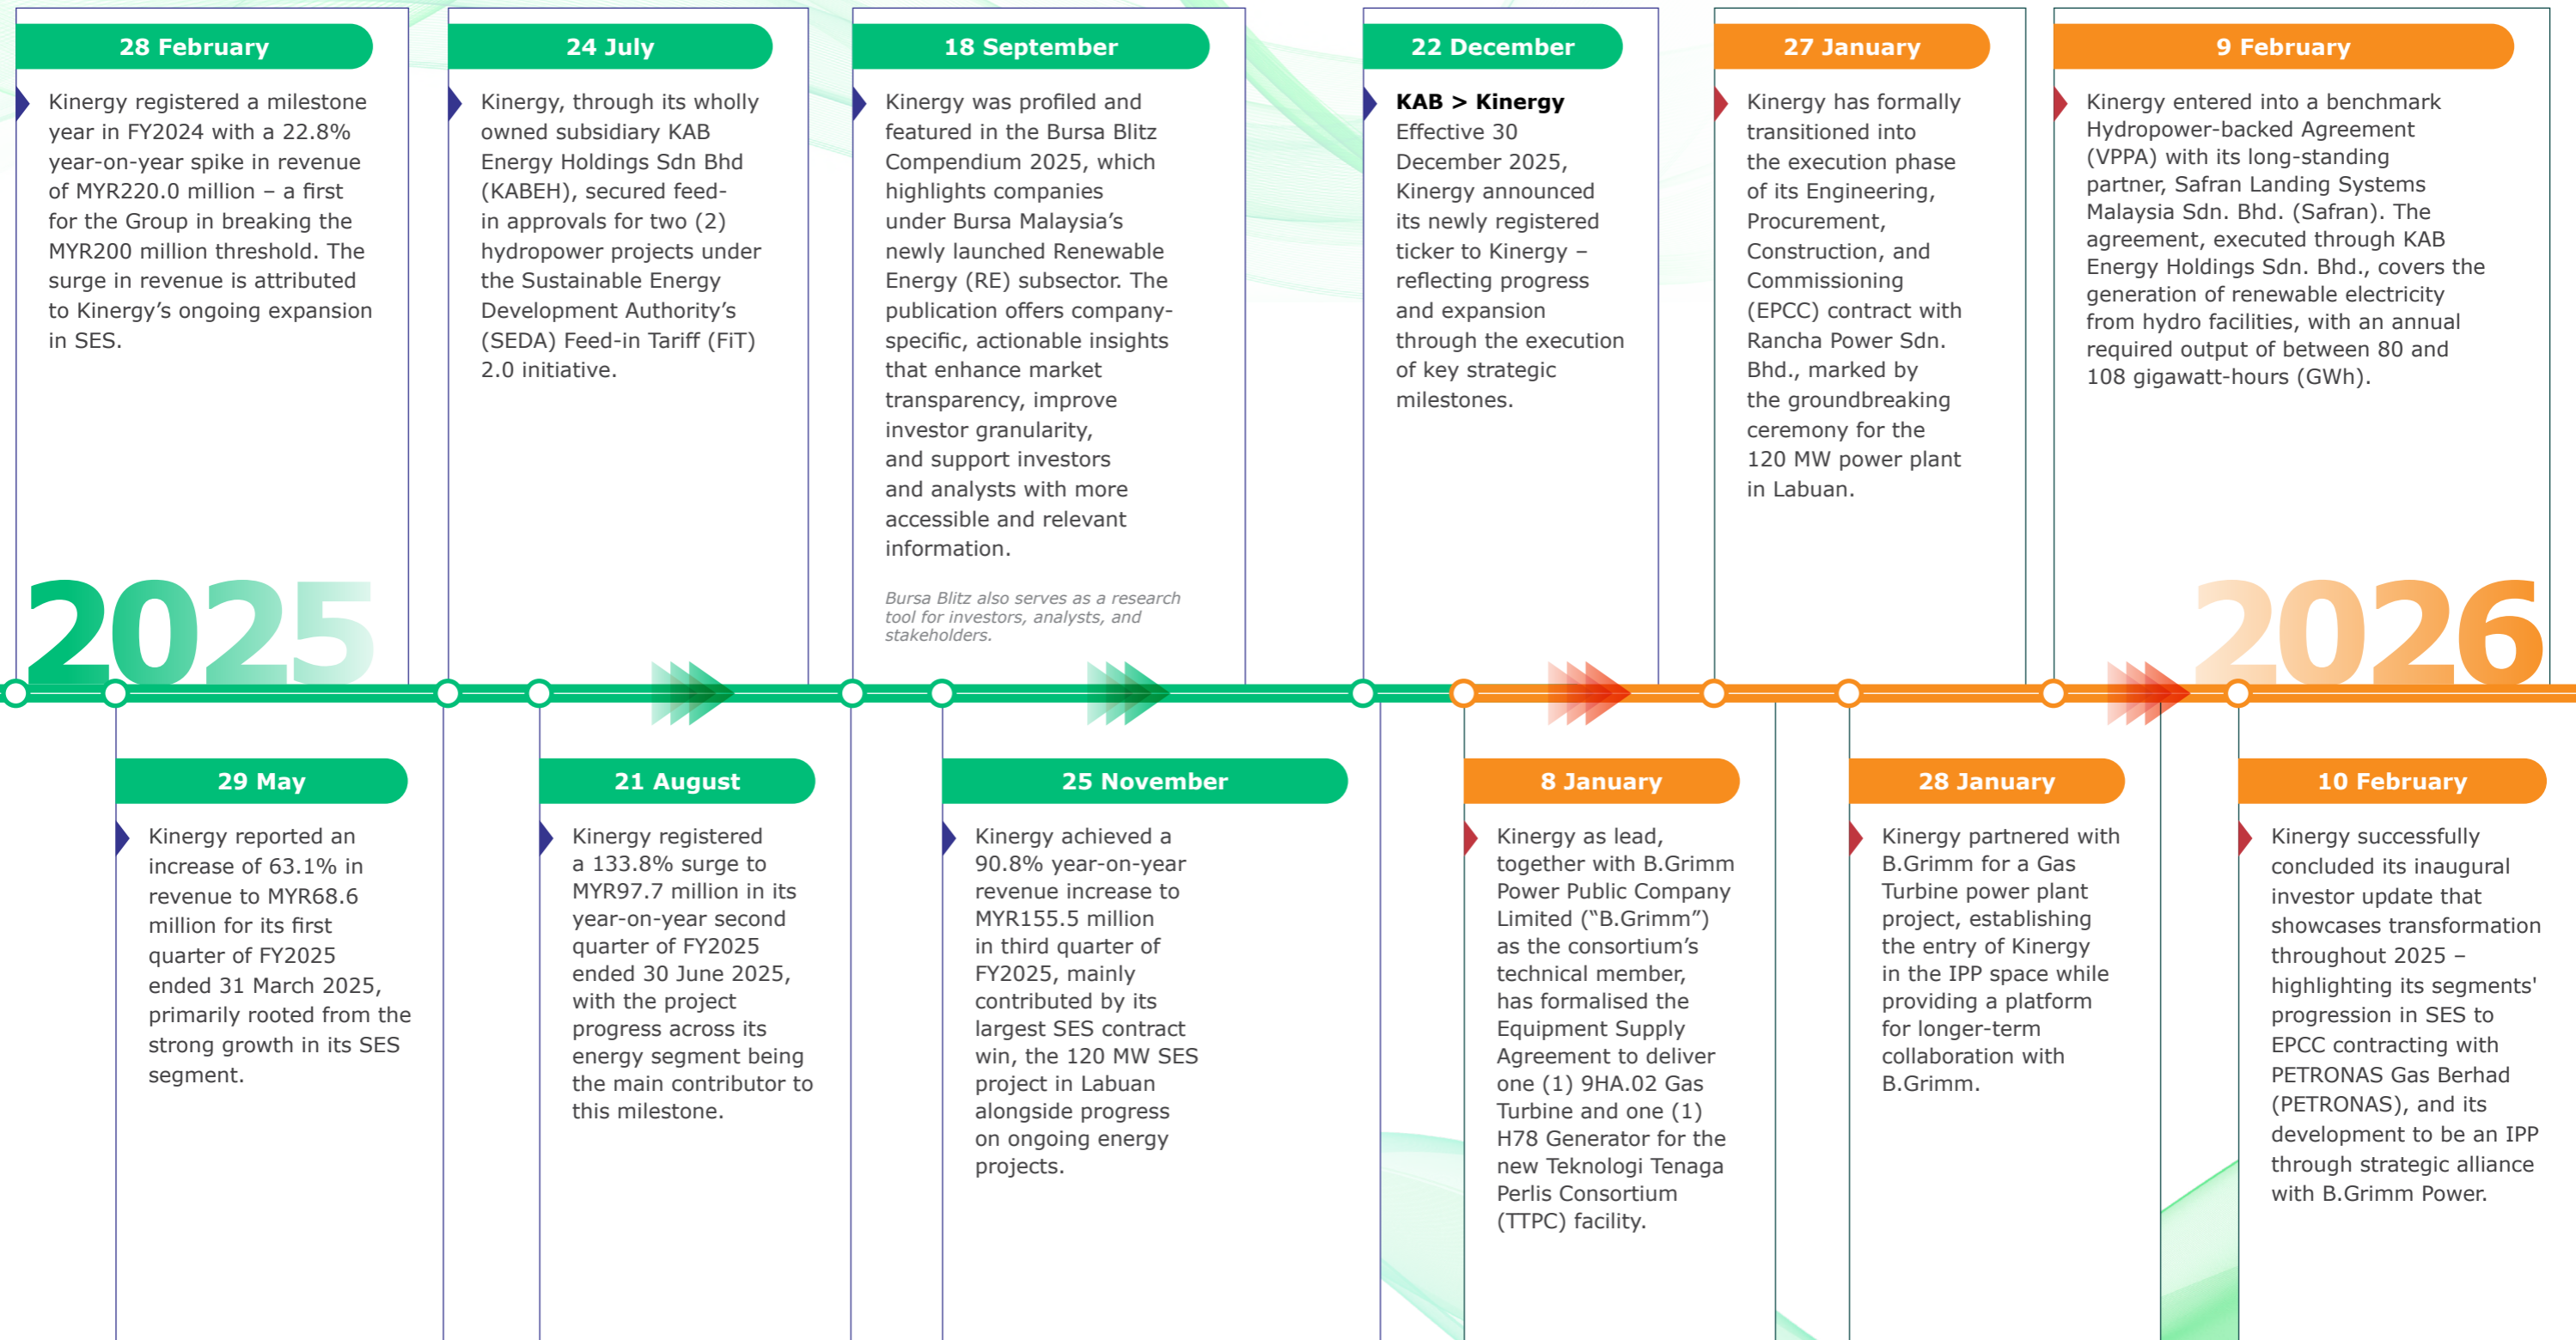 28 February
Kinergy registered a milestone
year in FY2024 with a 22.8%
year-on-year spike in revenue
of MYR220.0 million – a first
for the Group in breaking the
MYR200 million threshold. The
surge in revenue is attributed
to Kinergy’s ongoing expansion
in SES.
24 July
Kinergy, through its wholly
owned subsidiary KAB
Energy Holdings Sdn Bhd
(KABEH), secured feed-
in approvals for two (2)
hydropower projects under
the Sustainable Energy
Development Authority’s
(SEDA) Feed-in Tariff (FiT)
2.0 initiative.
18 September
Kinergy was profiled and
featured in the Bursa Blitz
Compendium 2025, which
highlights companies
under Bursa Malaysia’s
newly launched Renewable
Energy (RE) subsector. The
publication offers company-
specific, actionable insights
that enhance market
transparency, improve
investor granularity,
and support investors
and analysts with more
accessible and relevant
information.
Bursa Blitz also serves as a research
tool for investors, analysts, and
stakeholders.
22 December
KAB > Kinergy
Effective 30
December 2025,
Kinergy announced
its newly registered
ticker to Kinergy –
reflecting progress
and expansion
through the execution
of key strategic
milestones.
27 January
Kinergy has formally
transitioned into
the execution phase
of its Engineering,
Procurement,
Construction, and
Commissioning
(EPCC) contract with
Rancha Power Sdn.
Bhd., marked by
the groundbreaking
ceremony for the
120 MW power plant
in Labuan.
9 February
Kinergy entered into a benchmark
Hydropower-backed Agreement
(VPPA) with its long-standing
partner, Safran Landing Systems
Malaysia Sdn. Bhd. (Safran). The
agreement, executed through KAB
Energy Holdings Sdn. Bhd., covers the
generation of renewable electricity
from hydro facilities, with an annual
required output of between 80 and
108 gigawatt-hours (GWh).
2025
2026
29 May
Kinergy reported an
increase of 63.1% in
revenue to MYR68.6
million for its first
quarter of FY2025
ended 31 March 2025,
primarily rooted from the
strong growth in its SES
segment.
21 August
Kinergy registered
a 133.8% surge to
MYR97.7 million in its
year-on-year second
quarter of FY2025
ended 30 June 2025,
with the project
progress across its
energy segment being
the main contributor to
this milestone.
25 November
Kinergy achieved a
90.8% year-on-year
revenue increase to
MYR155.5 million
in third quarter of
FY2025, mainly
contributed by its
largest SES contract
win, the 120 MW SES
project in Labuan
alongside progress
on ongoing energy
projects.
8 January
Kinergy as lead,
together with B.Grimm
Power Public Company
Limited (“B.Grimm”)
as the consortium’s
technical member,
has formalised the
Equipment Supply
Agreement to deliver
one (1) 9HA.02 Gas
Turbine and one (1)
H78 Generator for the
new Teknologi Tenaga
Perlis Consortium
(TTPC) facility.
28 January
Kinergy partnered with
B.Grimm for a Gas
Turbine power plant
project, establishing
the entry of Kinergy
in the IPP space while
providing a platform
for longer-term
collaboration with
B.Grimm.
10 February
Kinergy successfully
concluded its inaugural
investor update that
showcases transformation
throughout 2025 –
highlighting its segments'
progression in SES to
EPCC contracting with
PETRONAS Gas Berhad
(PETRONAS), and its
development to be an IPP
through strategic alliance
with B.Grimm Power.